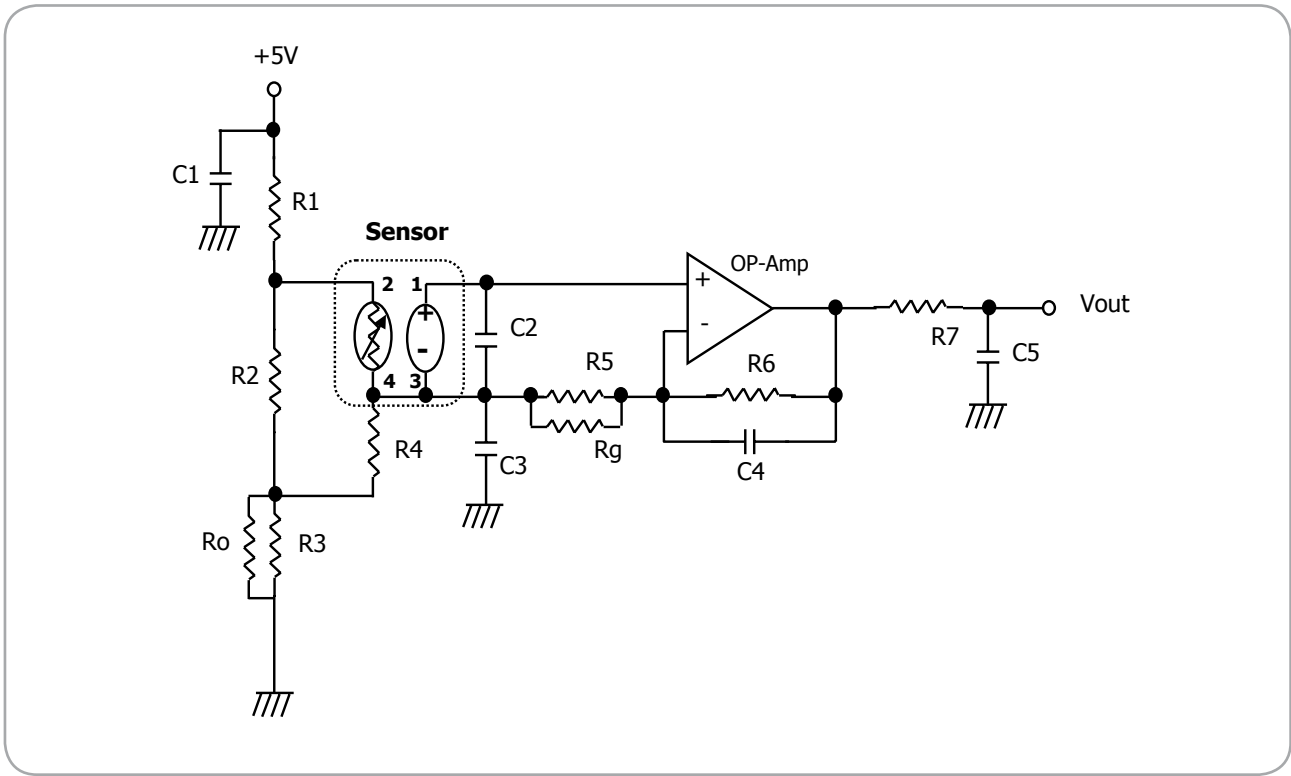 +5V
C1
R1
Sensor
2 1
+
-
4 3
R2
R4
Ro
R3
C2
C3
R5
Rg
OP-Amp
+
-
R6
C4
R7
C5
Vout